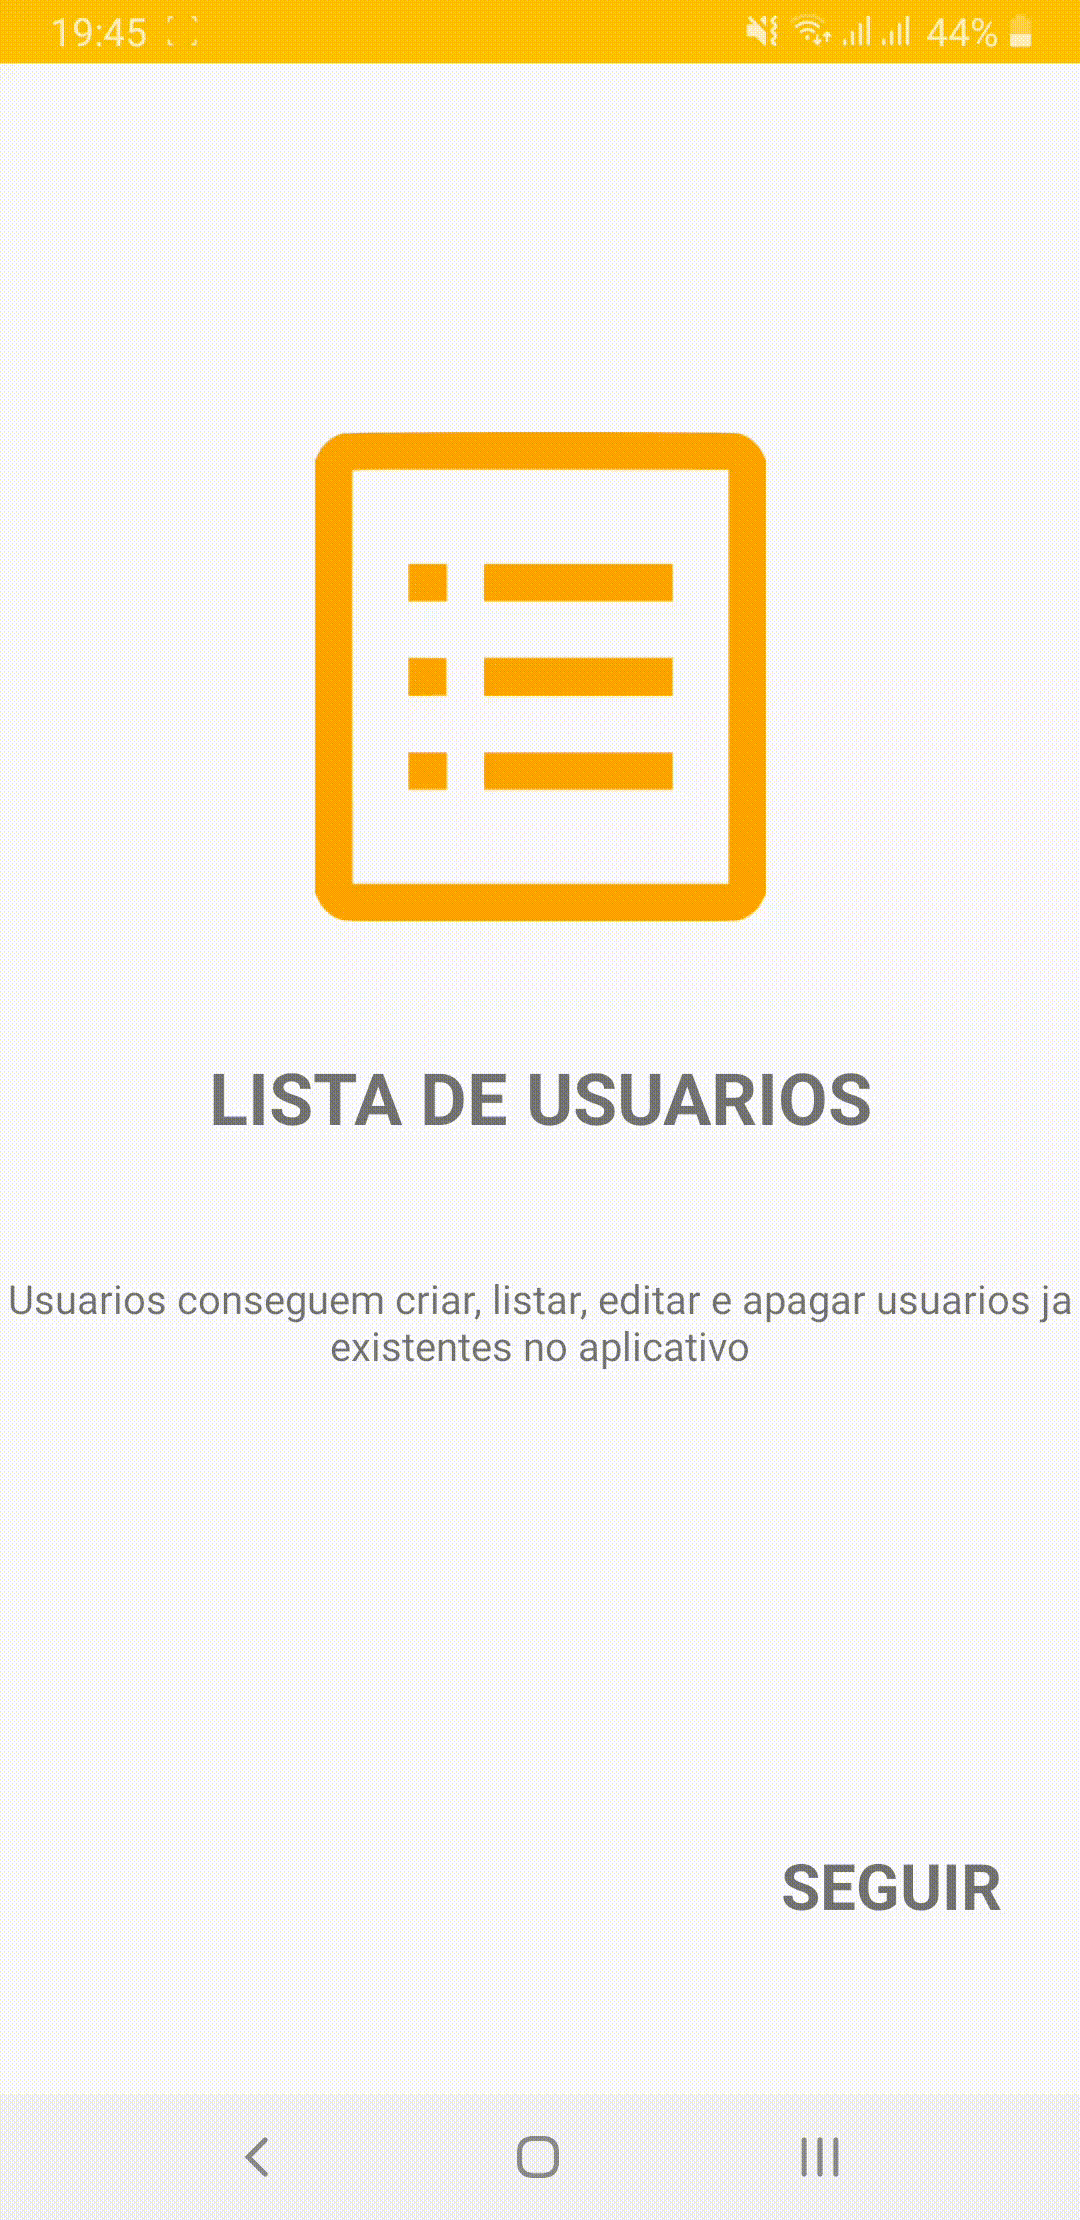 19:45 44%
LISTA DE USUARIOS
Usuarios conseguem criar, listar, editar e apagar usuarios ja
existentes no aplicativo
SEGUIR